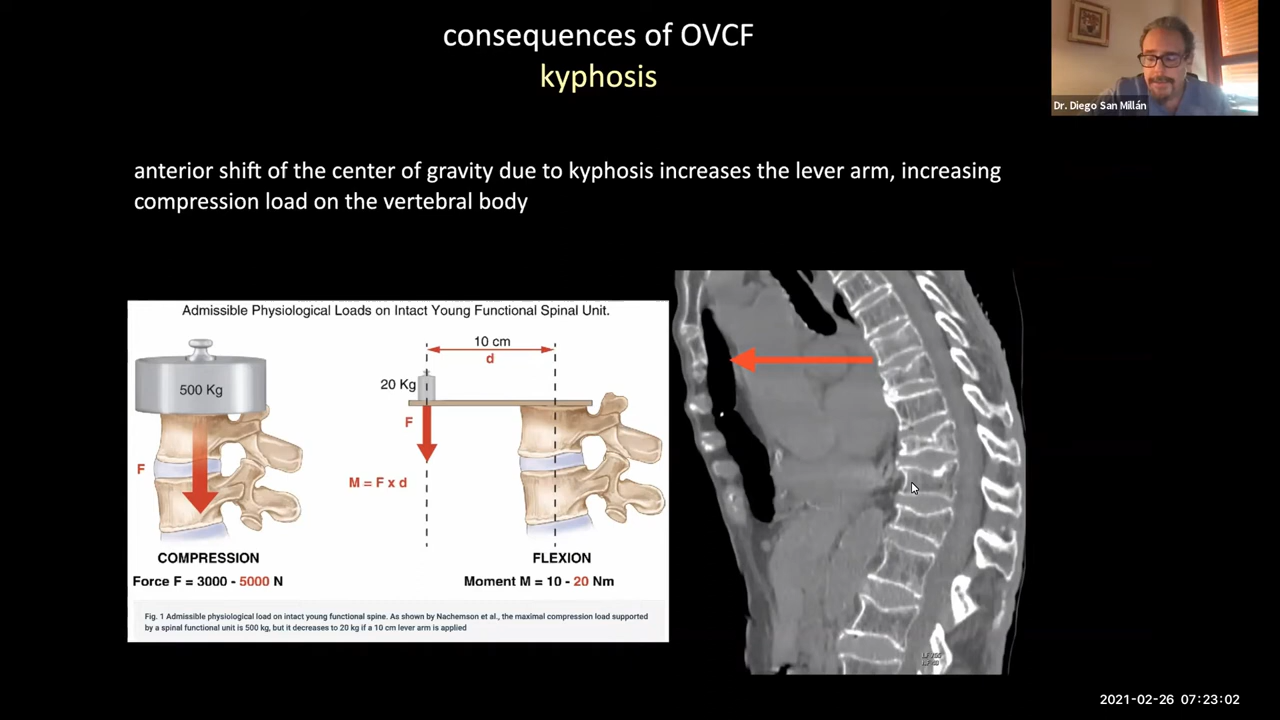 consequences of OVCF
kyphosis
Dr. Diego San Millán
anterior shift of the center of gravity due to kyphosis increases the lever arm, increasing
compression load on the vertebral body
Admissible Physiological Loads on Intact Young Functional Spinal Unit.
10 cm
d
20 Kg
500 Kg
F
F
M = F x d
COMPRESSION
FLEXION
Force F = 3000 - 5000 N
Moment M = 10 - 20 Nm
Fig. 1 Admissible physiological load on intact young functional spine. As shown by Nachemson et al., the maximal compression load supported
by a spinal functional unit is 500 kg, but it decreases to 20 kg if a 10 cm lever arm is applied
2021-02-26 07:23:02